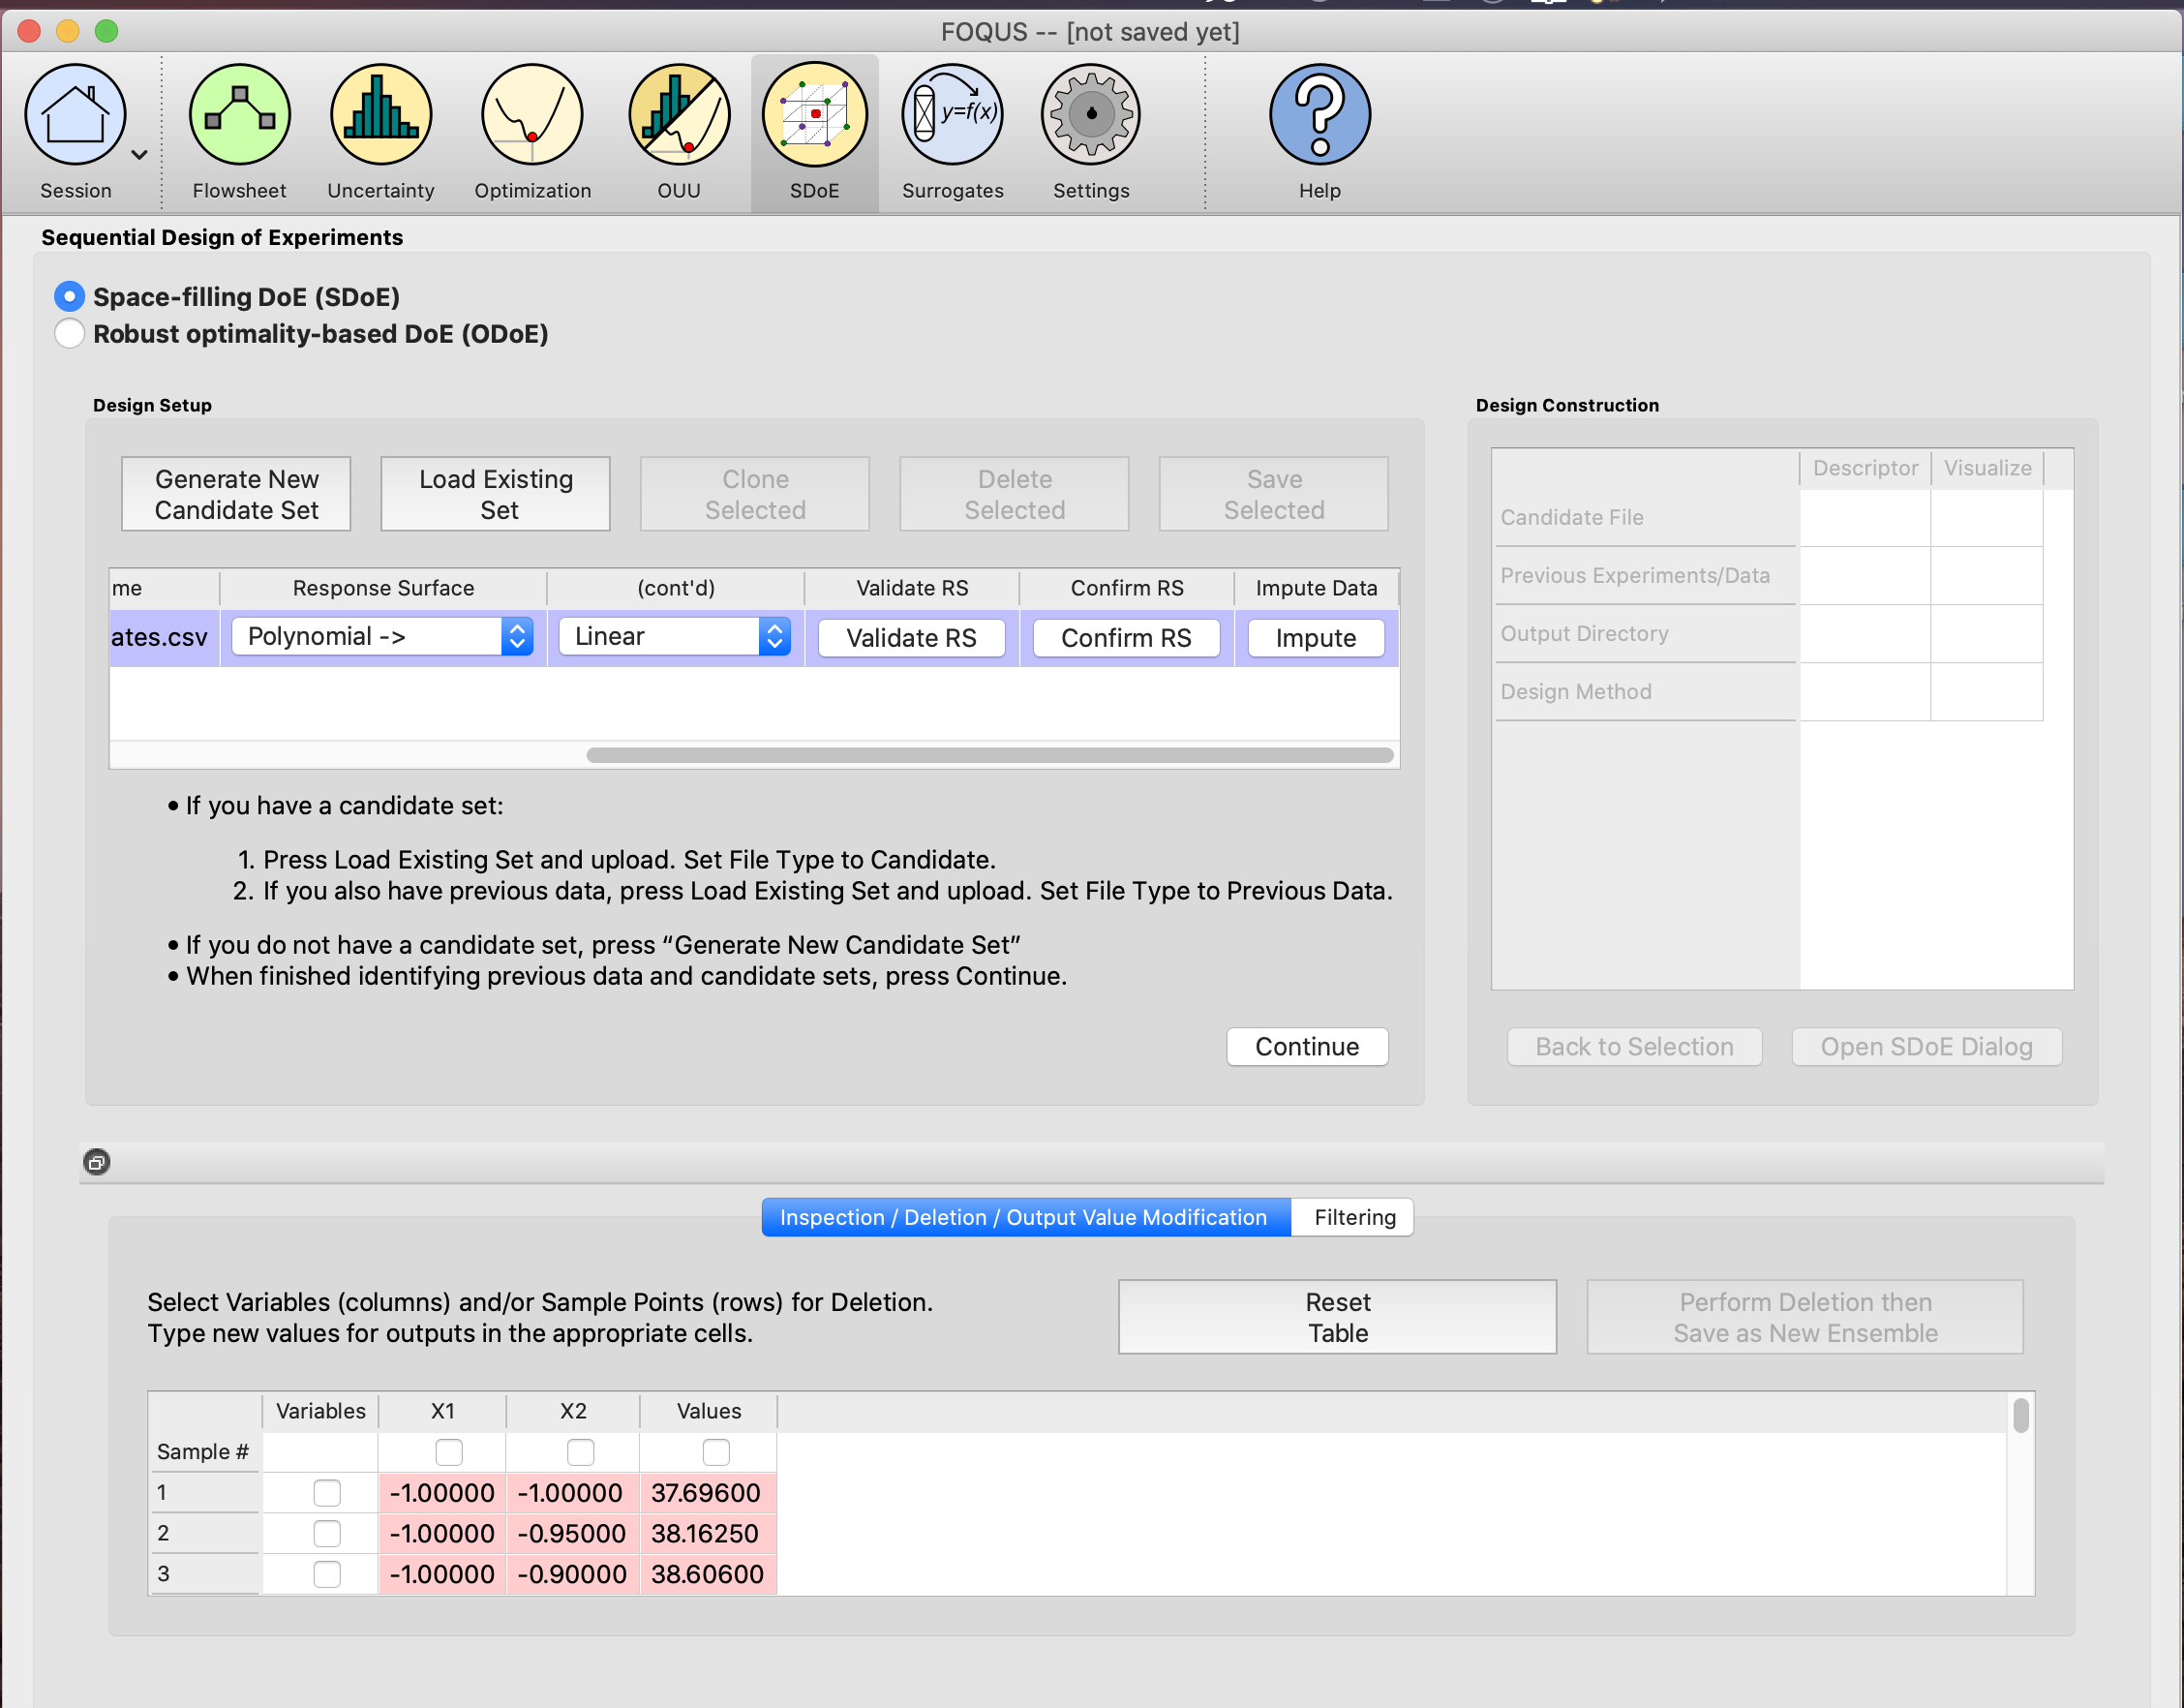 FOQUS -- [not saved yet]
Session
Flowsheet
Uncertainty
Optimization
OUU
SDoE
y=f(x)
Surrogates
Settings
Help
Sequential Design of Experiments
Space-filling DoE (SDoE)
Robust optimality-based DoE (ODoE)
Design Setup
Generate New
Candidate Set
Load Existing
Set
Clone
Selected
Delete
Selected
Save
Selected
me Response Surface (cont'd) Validate RS Confirm RS Impute Data
ates.csv Polynomial -> Linear Validate RS Confirm RS Impute
• If you have a candidate set:
1. Press Load Existing Set and upload. Set File Type to Candidate.
2. If you also have previous data, press Load Existing Set and upload. Set File Type to Previous Data.
• If you do not have a candidate set, press “Generate New Candidate Set”
• When finished identifying previous data and candidate sets, press Continue.
Continue
Design Construction
Descriptor Visualize
Candidate File
Previous Experiments/Data
Output Directory
Design Method
Back to Selection
Open SDoE Dialog
Inspection / Deletion / Output Value Modification
Filtering
Select Variables (columns) and/or Sample Points (rows) for Deletion.
Type new values for outputs in the appropriate cells.
Reset
Table
Perform Deletion then
Save as New Ensemble
Variables X1 X2 Values
Sample #
1 -1.00000 -1.00000 37.69600
2 -1.00000 -0.95000 38.16250
3 -1.00000 -0.90000 38.60600